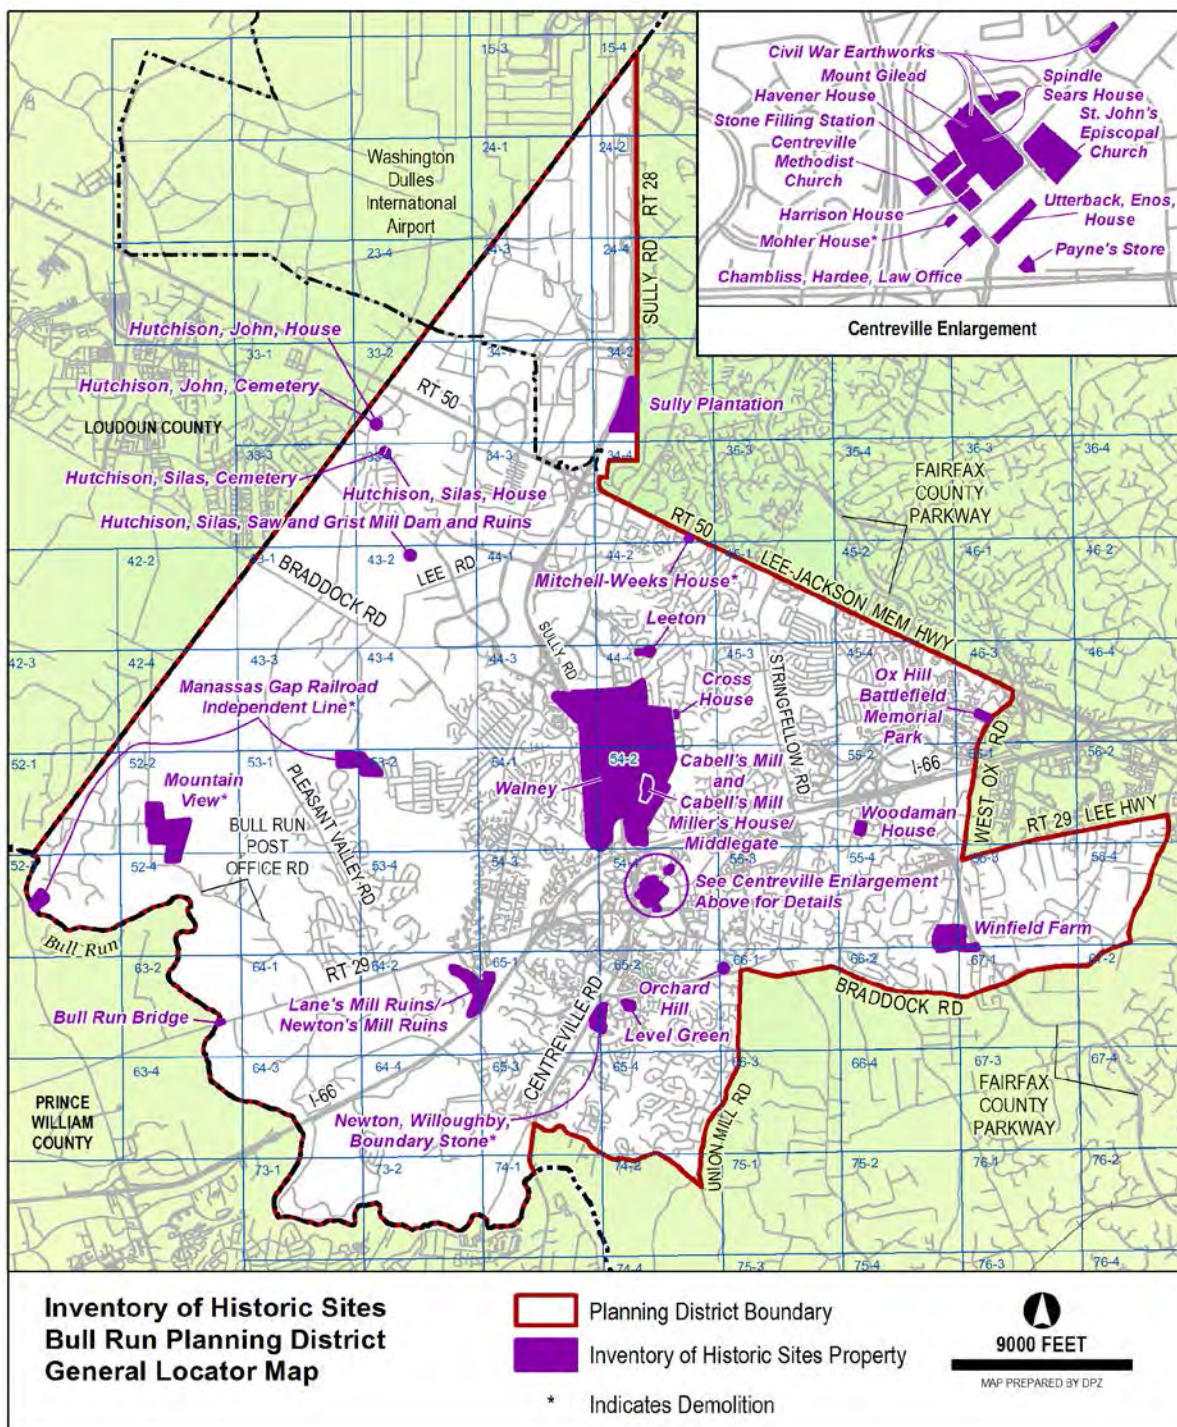 15-3
15-4
Washington
Dulles
International
Airport
24-1
24-2
23-4
24-3
24-4
SULLY RD RT 28
Civil War Earthworks
Mount Gilead
Havener House
Stone Filling Station
Centreville
Methodist
Church
Harrison House
Mohler House*
Chambliss, Hardee, Law Office
Spindle
Sears House
St. John's
Episcopal
Church
Utterback, Enos,
House
Payne's Store
Centreville Enlargement
Hutchison, John, House
33-1
33-2
34-1
34-2
Hutchison, John, Cemetery
RT 50
Sully Plantation
LOUDOUN COUNTY
33-3
34-3
34-4
35-3
35-4
36-3
36-4
Hutchison, Silas, Cemetery
Hutchison, Silas, House
FAIRFAX
COUNTY
PARKWAY
Hutchison, Silas, Saw and Grist Mill Dam and Ruins
RT 50
42-2
43-1
43-2
44-1
44-2
45-1
45-2
46-1
46-2
BRADDOCK RD
LEE RD
Mitchell-Weeks House*
LEE-JACKSON MEM HWY
Leeton
SULLY RD
42-3
42-4
43-3
43-4
44-3
44-4
45-3
45-4
46-3
46-4
Manassas Gap Railroad
Independent Line*
Cross
House
STRINGFELLOW RD
Ox Hill
Battlefield
Memorial
Park
52-1
52-2
53-1
53-2
54-1
54-2
55-2
56-1
56-2
I-66
WEST OX RD
Mountain
View*
Walney
Cabell's Mill
and
Cabell's Mill
Miller's House/
Middlegate
Woodaman
House
RT 29 LEE HWY
BULL RUN
POST
OFFICE RD
PLEASANT VALLEY RD
52-4
53-4
54-3
54-4
55-3
55-4
56-3
56-4
See Centreville Enlargement
Above for Details
Winfield Farm
Bull Run
63-2
64-1
RT 29
64-2
65-1
65-2
66-1
66-2
67-1
67-2
Lane's Mill Ruins/
Newton's Mill Ruins
Orchard
Hill
BRADDOCK RD
Bull Run Bridge
CENTREVILLE RD
Level Green
63-4
64-3
64-4
65-3
65-4
66-3
66-4
67-3
67-4
I-66
PRINCE
WILLIAM
COUNTY
Newton, Willoughby,
Boundary Stone*
UNION MILL RD
FAIRFAX
COUNTY
PARKWAY
73-1
73-2
74-1
74-2
75-1
75-2
76-1
76-2
74-4
75-3
75-4
76-3
76-4
Inventory of Historic Sites
Bull Run Planning District
General Locator Map
Planning District Boundary
Inventory of Historic Sites Property
* Indicates Demolition
9000 FEET
MAP PREPARED BY DPZ